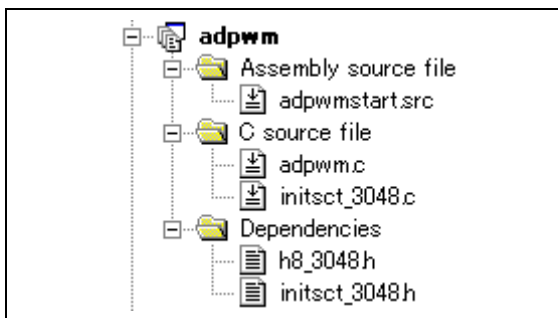 adpwm
Assembly source file
adpwmstart.src
C source file
adpwm.c
initsct_3048.c
Dependencies
h8_3048.h
initsct_3048.h